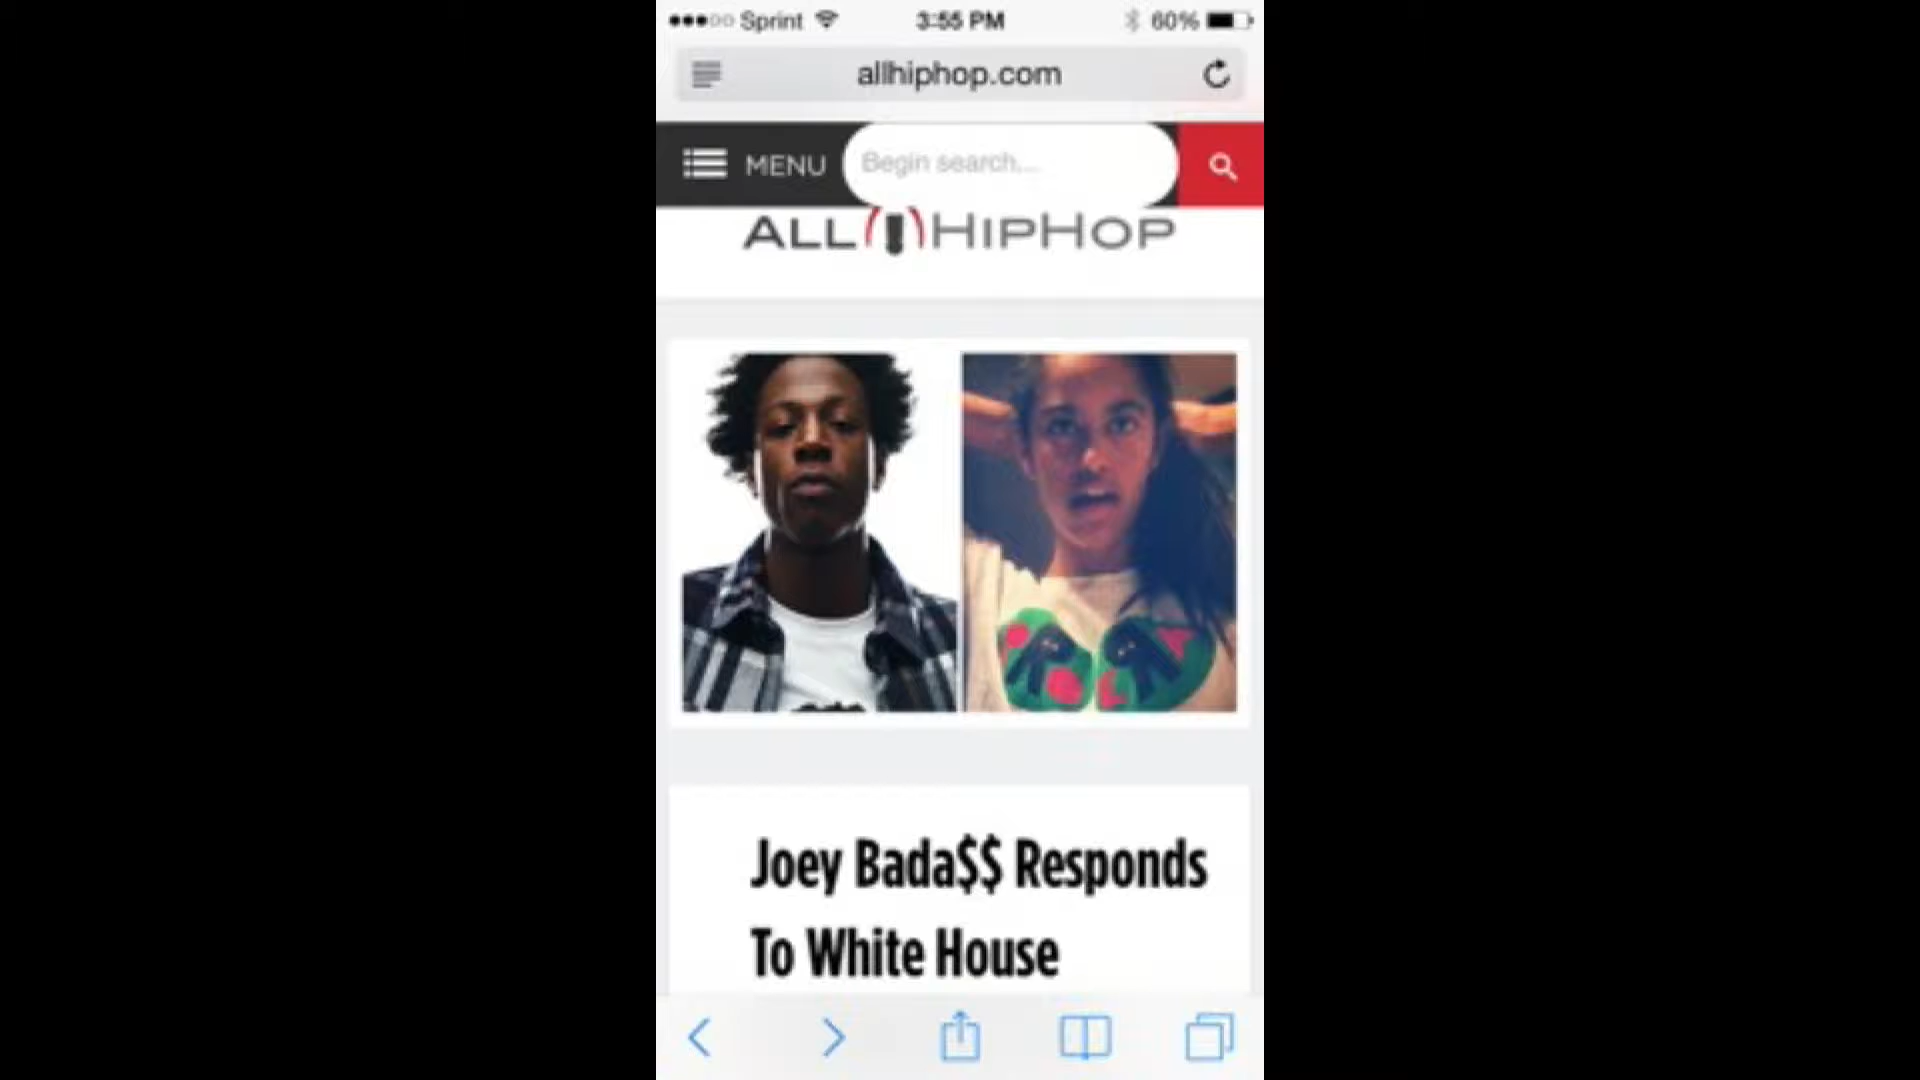 Sprint 3:55 PM 60%
allhiphop.com
MENU Begin search...
ALL HIPHOP
Joey Bada$$ Responds
To White House